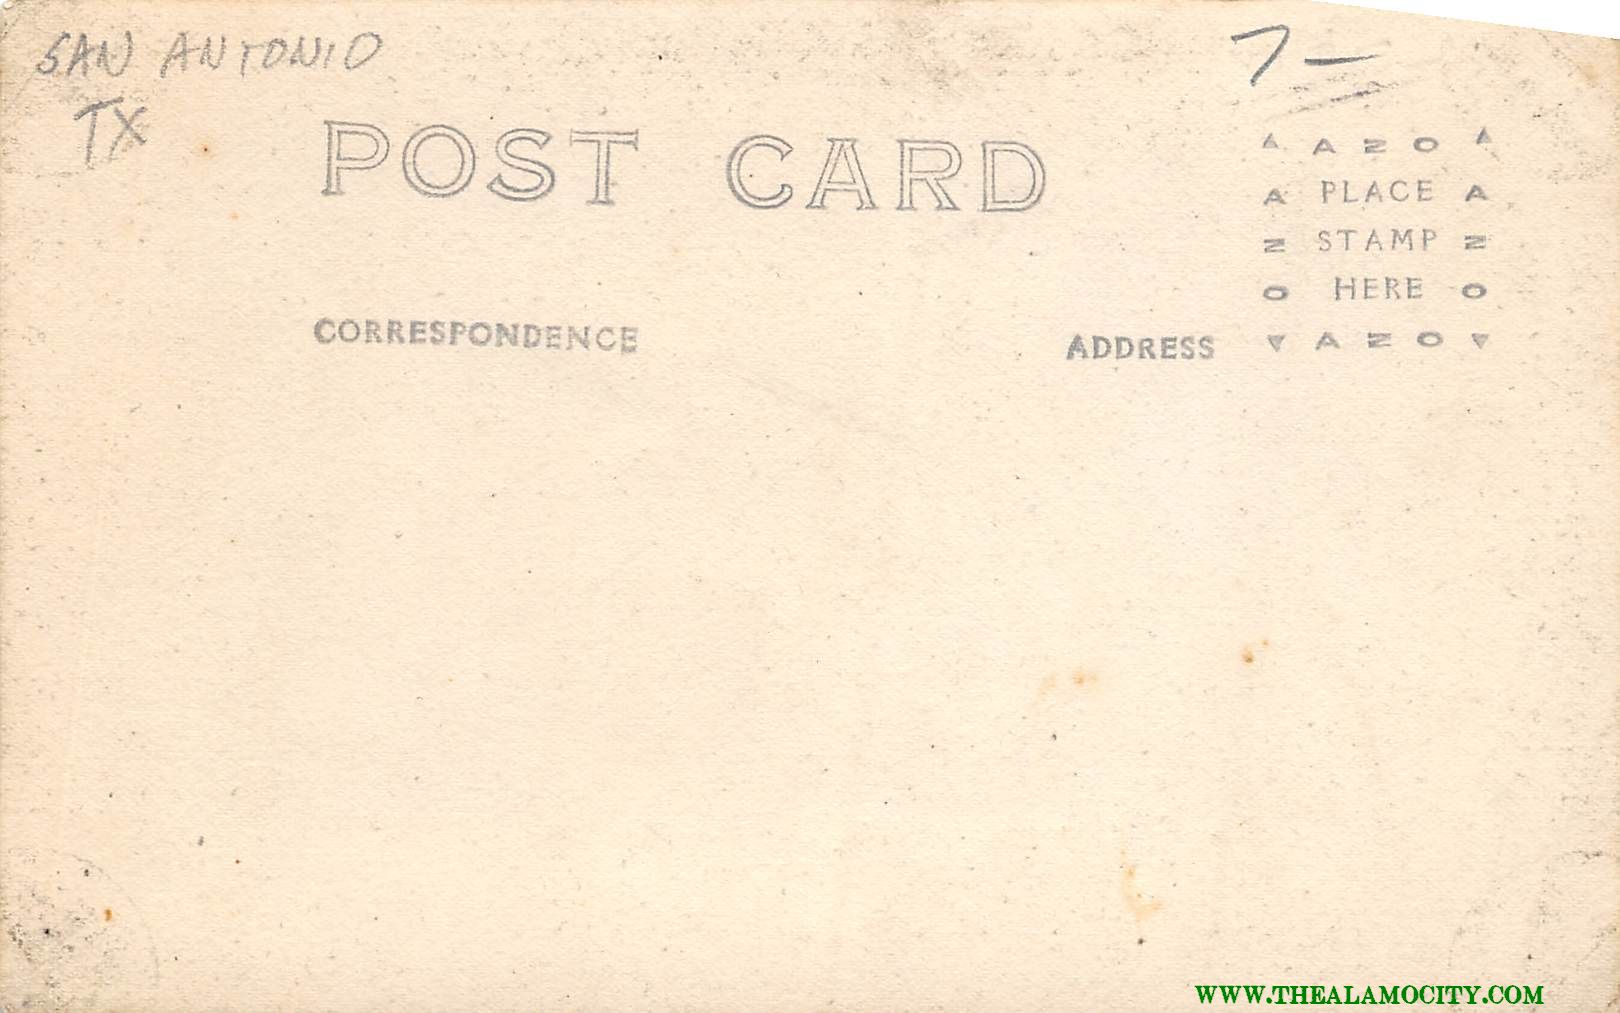 SAN ANTONIO
TX
7-
POST CARD
AZO
A PLACE A
Z STAMP Z
O HERE O
AZO
CORRESPONDENCE
ADDRESS
WWW.THEALAMOCITY.COM